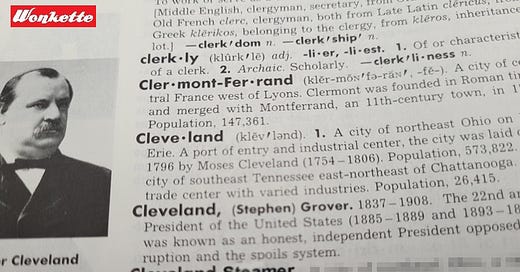 Wonkette
[Middle English, clergyman, secretary, from
Old French clerc, clergyman, both from Late Latin clēricus, from
Greek klērikos, belonging to the clergy, from klēros, inheritance
lot.] —clerk′dom n. —clerk′ship′ n.
clerk·ly (klûrk′lē) adj. -li·er, -li·est. 1. Of or characterist
of a clerk. 2. Archaic. Scholarly. —clerk′li·ness n.
Cler·mont-Fer·rand A city of ce
tral France west of Lyons. Clermont was founded in Roman tim
and merged with Montferrand, an 11th-century town, in 1
Population, 147,361.
Cleve·land (klēv′lənd). 1. A city of northeast Ohio on
Erie. A port of entry and industrial center, the city was laid o
1796 by Moses Cleveland (1754–1806). Population, 573,822.
city of southeast Tennessee east-northeast of Chattanooga.
trade center with varied industries. Population, 26,415.
Cleveland, (Stephen) Grover. 1837–1908. The 22nd an
President of the United States (1885–1889 and 1893–18
was known as an honest, independent President opposed
ruption and the spoils system.
Cleveland Steamer
er Cleveland